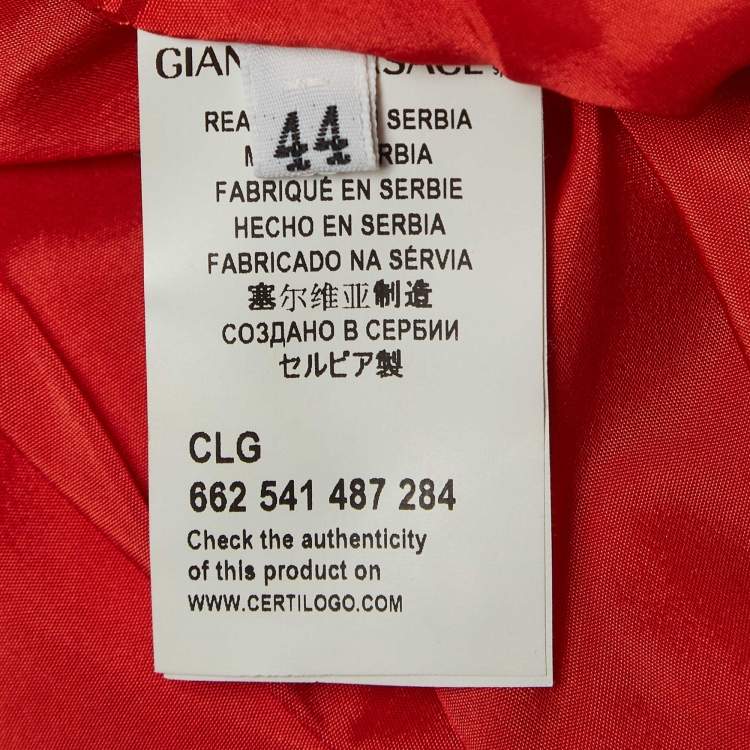 GIAN SACE
44
REA SERBIA
M RBIA
FABRIQUÉ EN SERBIE
HECHO EN SERBIA
FABRICADO NA SÉRVIA
塞尔维亚制造
СОЗДАНО В СЕРБИИ
セルビア製
CLG
662 541 487 284
Check the authenticity
of this product on
WWW.CERTILOGO.COM